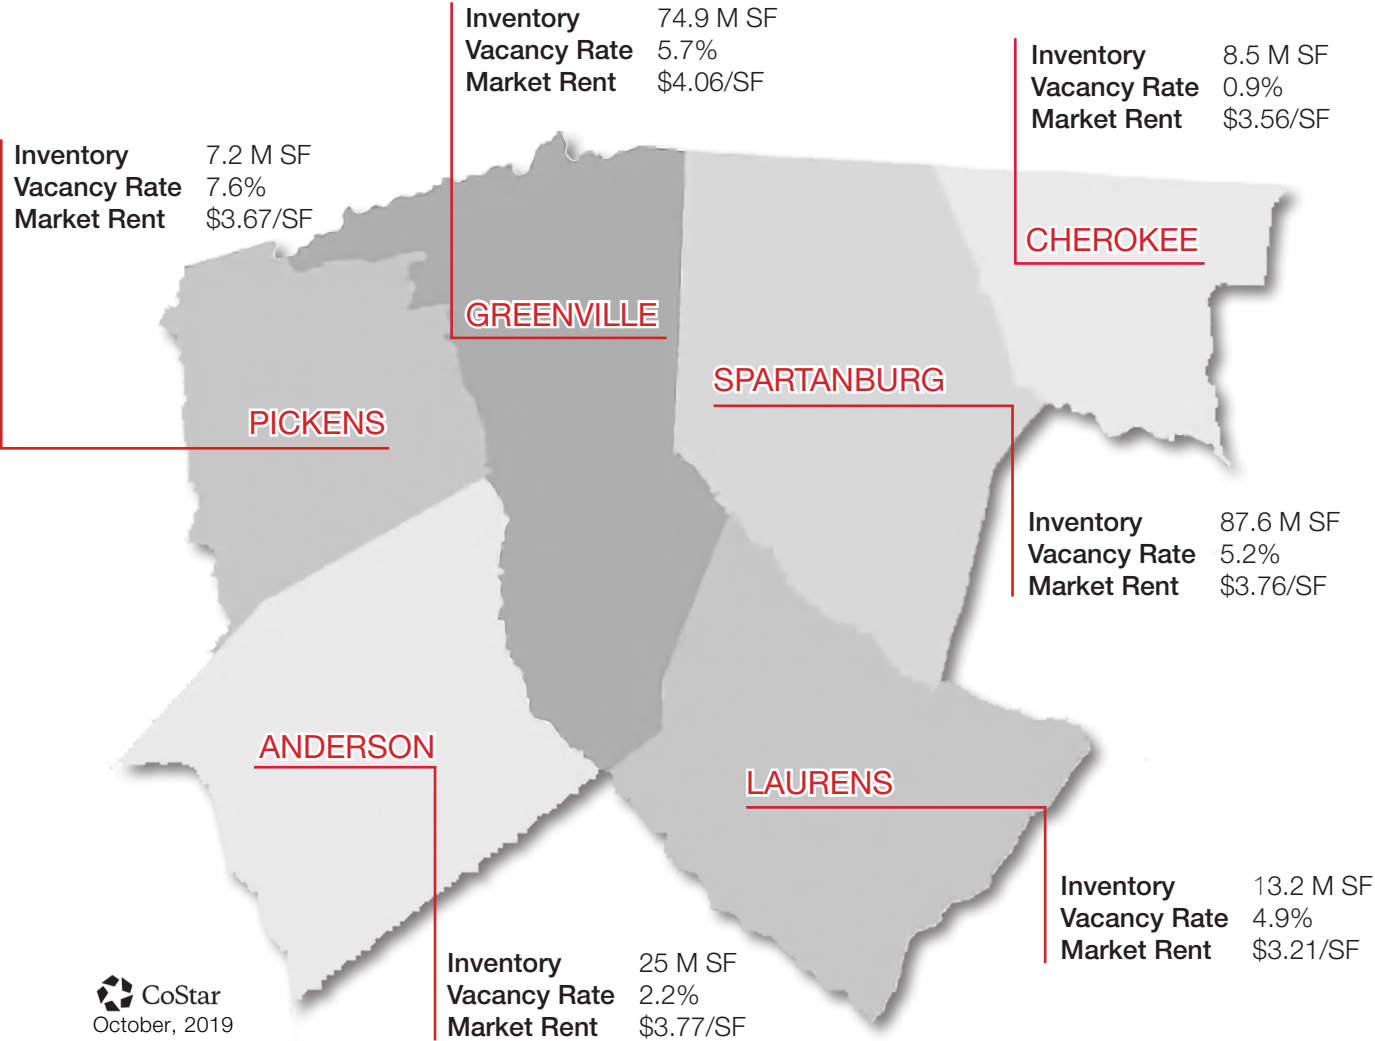 Inventory 74.9 M SF
Vacancy Rate 5.7%
Market Rent $4.06/SF
GREENVILLE
Inventory 8.5 M SF
Vacancy Rate 0.9%
Market Rent $3.56/SF
CHEROKEE
Inventory 7.2 M SF
Vacancy Rate 7.6%
Market Rent $3.67/SF
PICKENS
SPARTANBURG
Inventory 87.6 M SF
Vacancy Rate 5.2%
Market Rent $3.76/SF
ANDERSON
Inventory 25 M SF
Vacancy Rate 2.2%
Market Rent $3.77/SF
LAURENS
Inventory 13.2 M SF
Vacancy Rate 4.9%
Market Rent $3.21/SF
CoStar
October, 2019